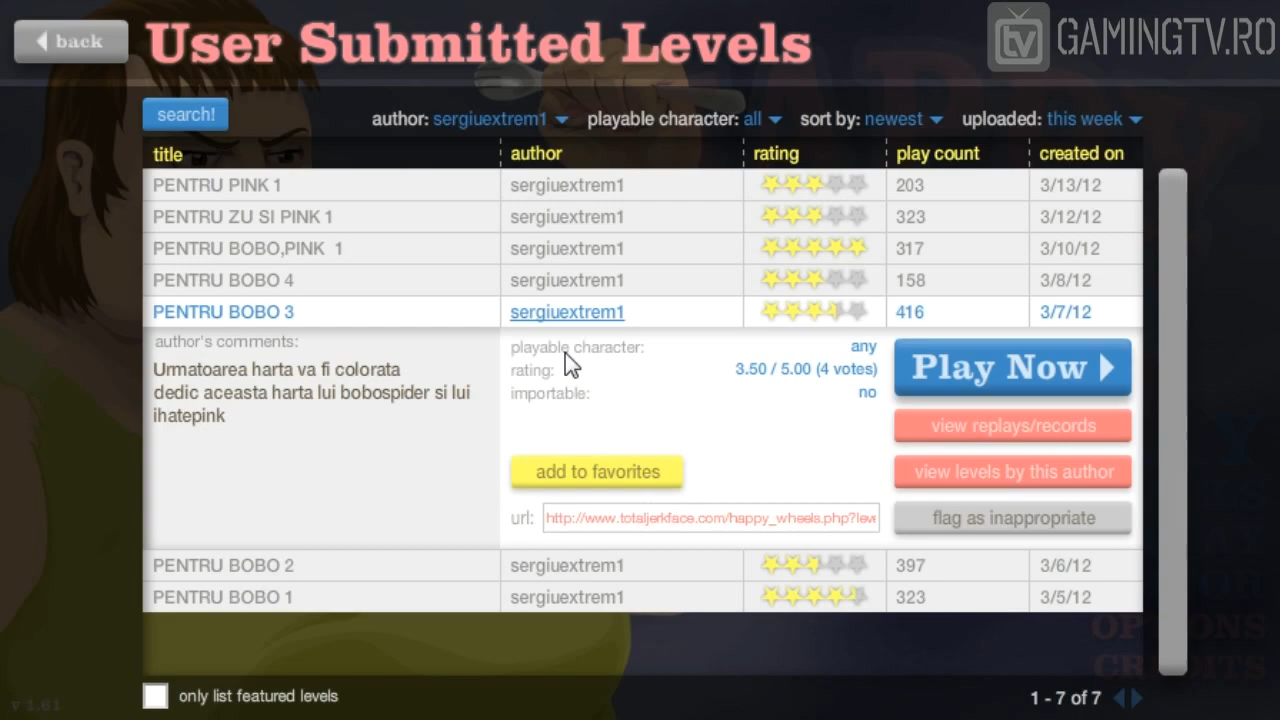 back
User Submitted Levels
tv GAMINGTV.RO
search!
author: sergiuextrem1 playable character: all sort by: newest uploaded: this week
title author rating play count created on
PENTRU PINK 1 sergiuextrem1 203 3/13/12
PENTRU ZU SI PINK 1 sergiuextrem1 323 3/12/12
PENTRU BOBO,PINK 1 sergiuextrem1 317 3/10/12
PENTRU BOBO 4 sergiuextrem1 158 3/8/12
PENTRU BOBO 3 sergiuextrem1 416 3/7/12
author's comments:
Urmatoarea harta va fi colorata
dedic aceasta harta lui bobospider si lui
ihatepink
playable character: any
rating: 3.50 / 5.00 (4 votes)
importable: no
add to favorites
url: http://www.totaljerkface.com/happy_wheels.php?leve
Play Now
view replays/records
view levels by this author
flag as inappropriate
PENTRU BOBO 2 sergiuextrem1 397 3/6/12
PENTRU BOBO 1 sergiuextrem1 323 3/5/12
OPTIONS
CREDITS
v 1.61
only list featured levels
1 - 7 of 7